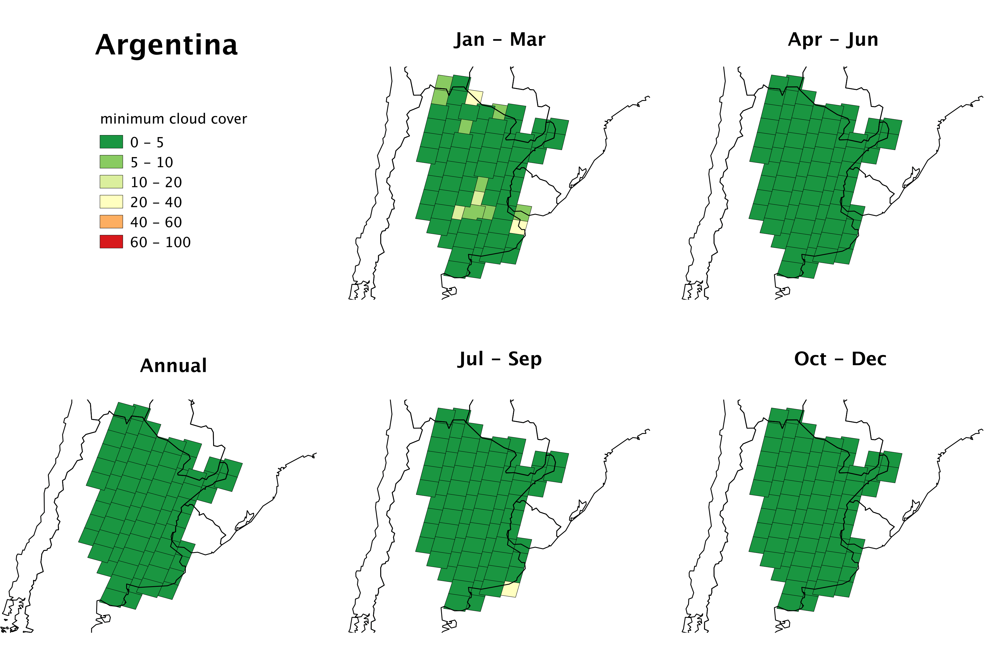 Argentina
minimum cloud cover
0 – 5
5 – 10
10 – 20
20 – 40
40 – 60
60 – 100
Jan – Mar
Apr – Jun
Annual
Jul – Sep
Oct – Dec